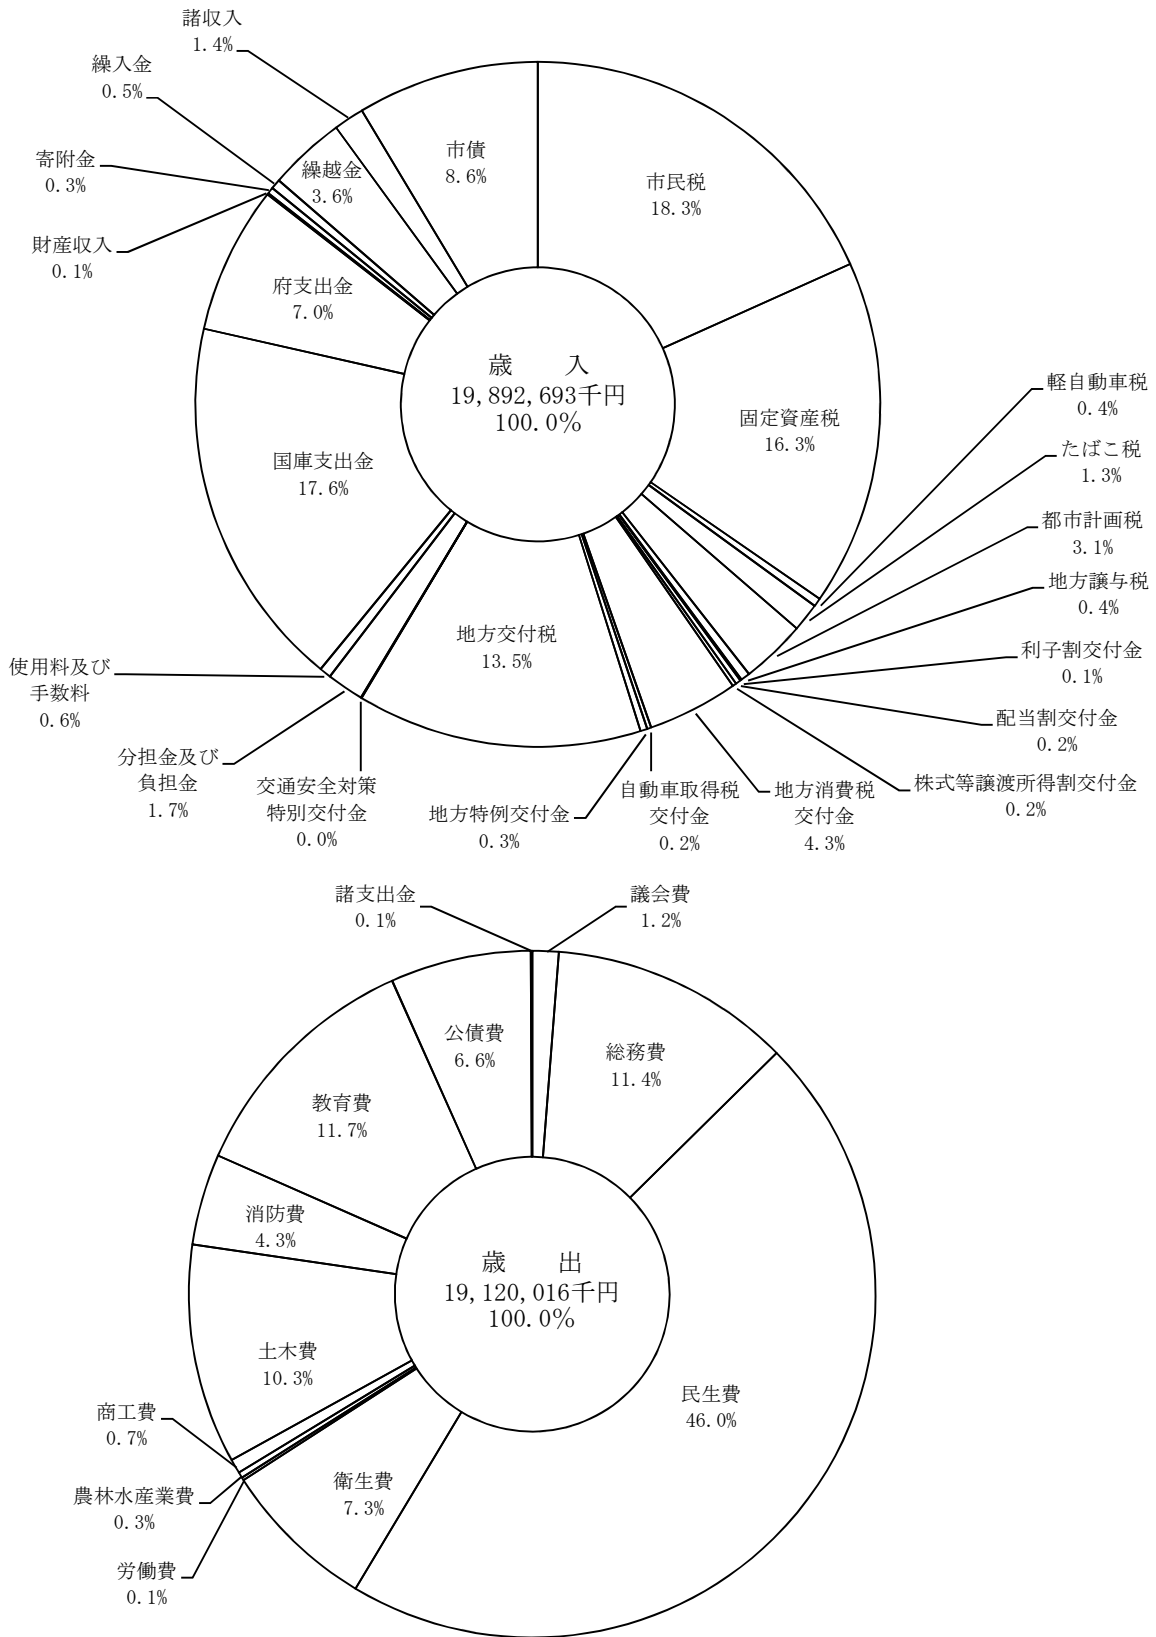 諸収入
1.4%
繰入金
0.5%
寄附金
0.3%
財産収入
0.1%
繰越金
3.6%
市債
8.6%
市民税
18.3%
府支出金
7.0%
歳　入
19,892,693千円
100.0%
固定資産税
16.3%
軽自動車税
0.4%
たばこ税
1.3%
都市計画税
3.1%
地方譲与税
0.4%
利子割交付金
0.1%
配当割交付金
0.2%
株式等譲渡所得割交付金
0.2%
地方消費税
交付金
4.3%
自動車取得税
交付金
0.2%
地方特例交付金
0.3%
地方交付税
13.5%
交通安全対策
特別交付金
0.0%
分担金及び
負担金
1.7%
使用料及び
手数料
0.6%
国庫支出金
17.6%
諸支出金
0.1%
議会費
1.2%
公債費
6.6%
総務費
11.4%
教育費
11.7%
消防費
4.3%
歳　出
19,120,016千円
100.0%
土木費
10.3%
民生費
46.0%
商工費
0.7%
農林水産業費
0.3%
労働費
0.1%
衛生費
7.3%